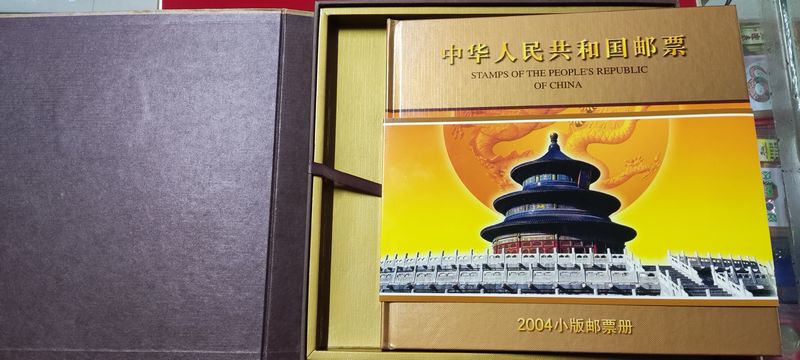 中华人民共和国邮票
STAMPS OF THE PEOPLE'S REPUBLIC
OF CHINA
2004小版邮票册